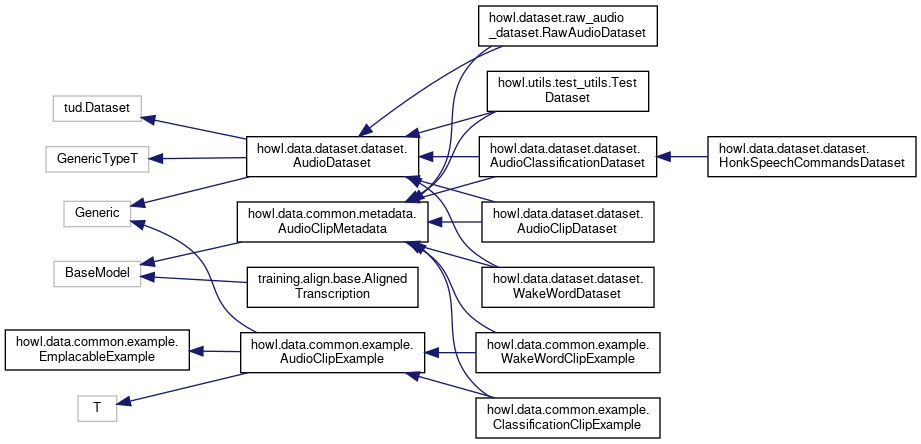 howl.dataset.raw_audio
_dataset.RawAudioDataset
howl.utils.test_utils.Test
Dataset
tud.Dataset
howl.data.dataset.dataset.
AudioDataset
howl.data.dataset.dataset.
AudioClassificationDataset
howl.data.dataset.dataset.
HonkSpeechCommandsDataset
GenericTypeT
Generic
howl.data.common.metadata.
AudioClipMetadata
howl.data.dataset.dataset.
AudioClipDataset
BaseModel
training.align.base.Aligned
Transcription
howl.data.dataset.dataset.
WakeWordDataset
howl.data.common.example.
EmplacableExample
howl.data.common.example.
AudioClipExample
howl.data.common.example.
WakeWordClipExample
T
howl.data.common.example.
ClassificationClipExample